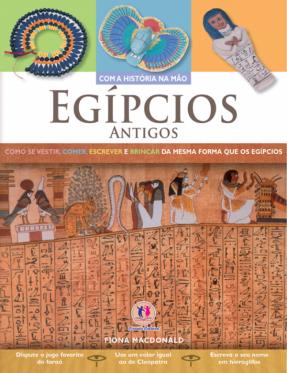 COM A HISTÓRIA NA MÃO
EGÍPCIOS
ANTIGOS
COMO SE VESTIR, COMER, ESCREVER E BRINCAR DA MESMA FORMA QUE OS EGÍPCIOS
FIONA MACDONALD
Dispute o jogo favorito
do faraó
Use um colar igual
ao de Cleópatra
Escreva o seu nome
em hieróglifos